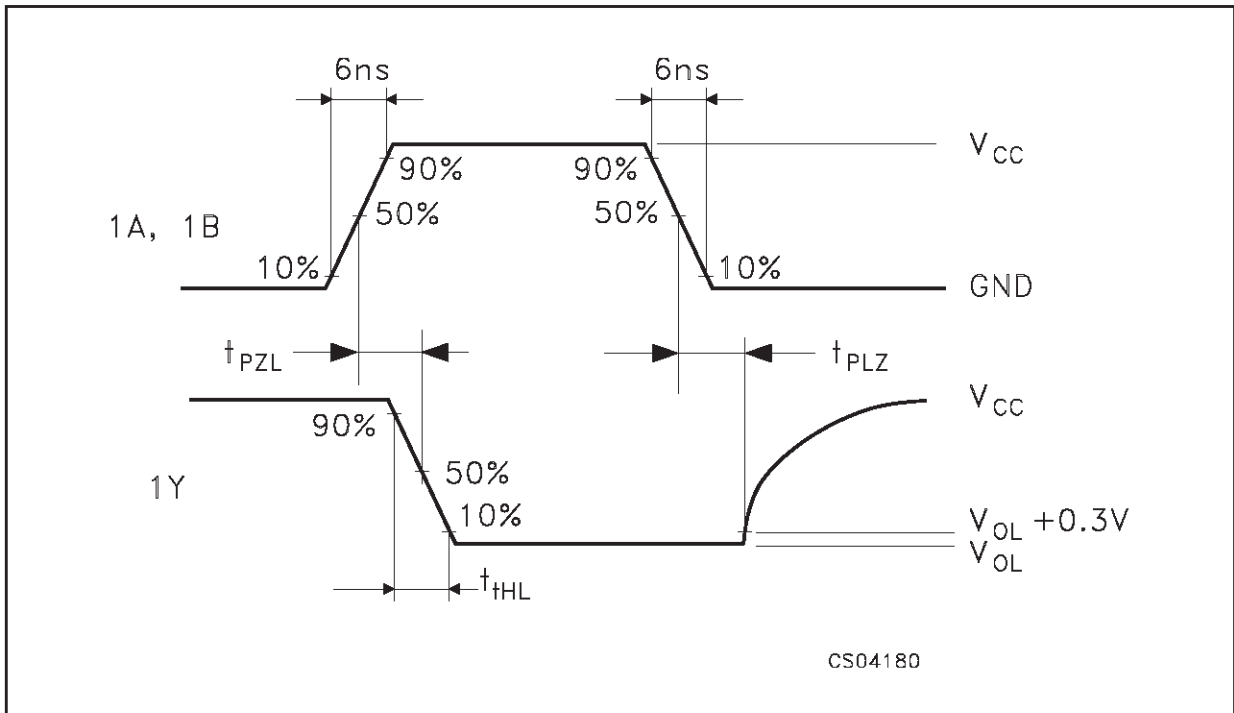 6ns 6ns
V_CC
90% 90%
50% 50%
1A, 1B
10% 10%
GND
t_PZL t_PLZ
V_CC
90%
50%
1Y
10%
V_OL +0.3V
V_OL
t_tHL
CS04180